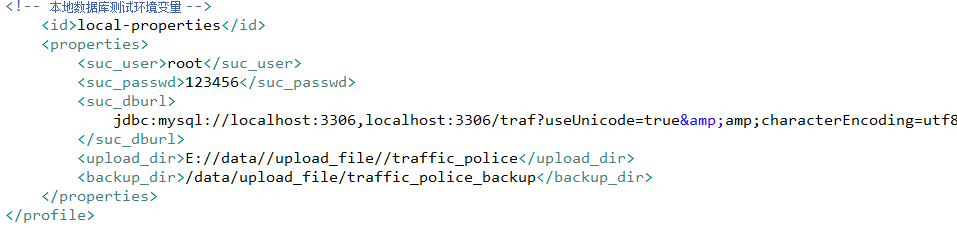 <!-- 本地数据库测试环境变量 -->
<id>local-properties</id>
<properties>
<suc_user>root</suc_user>
<suc_passwd>123456</suc_passwd>
<suc_dburl>
jdbc:mysql://localhost:3306,localhost:3306/traf?useUnicode=true&amp;amp;characterEncoding=utf8
</suc_dburl>
<upload_dir>E://data//upload_file//traffic_police</upload_dir>
<backup_dir>/data/upload_file/traffic_police_backup</backup_dir>
</properties>
</profile>